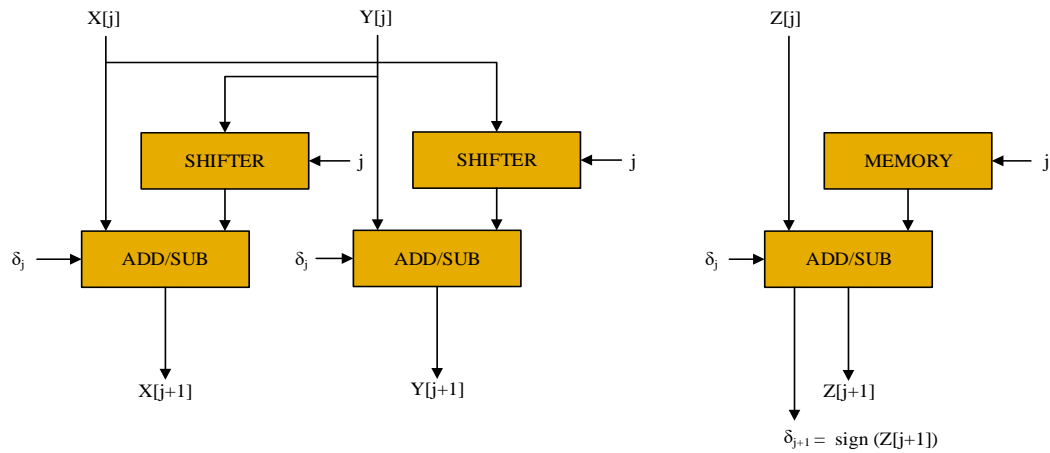 X[j]
Y[j]
Z[j]
SHIFTER
j
SHIFTER
j
MEMORY
j
δj
ADD/SUB
δj
ADD/SUB
δj
ADD/SUB
X[j+1]
Y[j+1]
Z[j+1]
δj+1 = sign (Z[j+1])